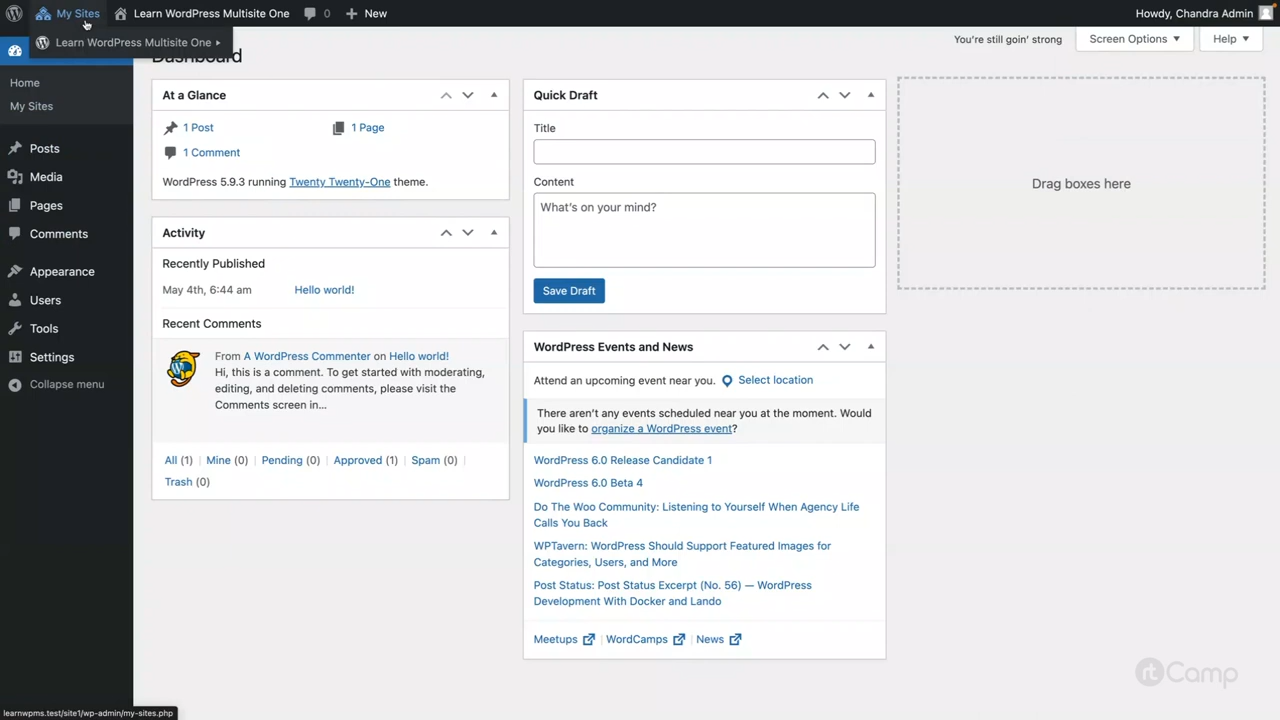 My Sites
Learn WordPress Multisite One
0
New
Howdy, Chandra Admin
Learn WordPress Multisite One
Dashboard
You're still goin' strong
Screen Options
Help
Home
My Sites
Posts
Media
Pages
Comments
Appearance
Users
Tools
Settings
Collapse menu
At a Glance
1 Post
1 Page
1 Comment
WordPress 5.9.3 running Twenty Twenty-One theme.
Activity
Recently Published
May 4th, 6:44 am
Hello world!
Recent Comments
From A WordPress Commenter on Hello world!
Hi, this is a comment. To get started with moderating,
editing, and deleting comments, please visit the
Comments screen in…
All (1) | Mine (0) | Pending (0) | Approved (1) | Spam (0) |
Trash (0)
Quick Draft
Title
Content
What's on your mind?
Save Draft
WordPress Events and News
Attend an upcoming event near you. Select location
There aren't any events scheduled near you at the moment. Would
you like to organize a WordPress event?
WordPress 6.0 Release Candidate 1
WordPress 6.0 Beta 4
Do The Woo Community: Listening to Yourself When Agency Life
Calls You Back
WPTavern: WordPress Should Support Featured Images for
Categories, Users, and More
Post Status: Post Status Excerpt (No. 56) — WordPress
Development With Docker and Lando
Meetups | WordCamps | News
Drag boxes here
rtCamp
learnwpms.test/site1/wp-admin/my-sites.php